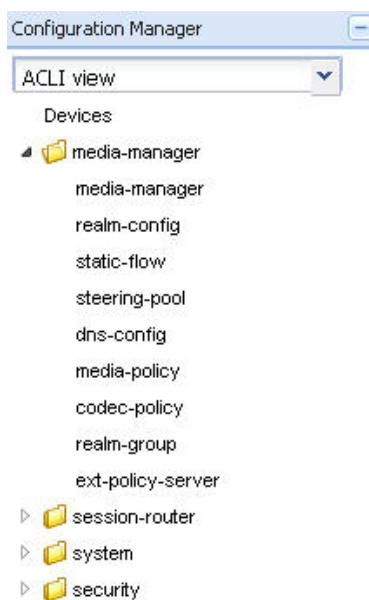 Configuration Manager
ACLI view
Devices
media-manager
media-manager
realm-config
static-flow
steering-pool
dns-config
media-policy
codec-policy
realm-group
ext-policy-server
session-router
system
security